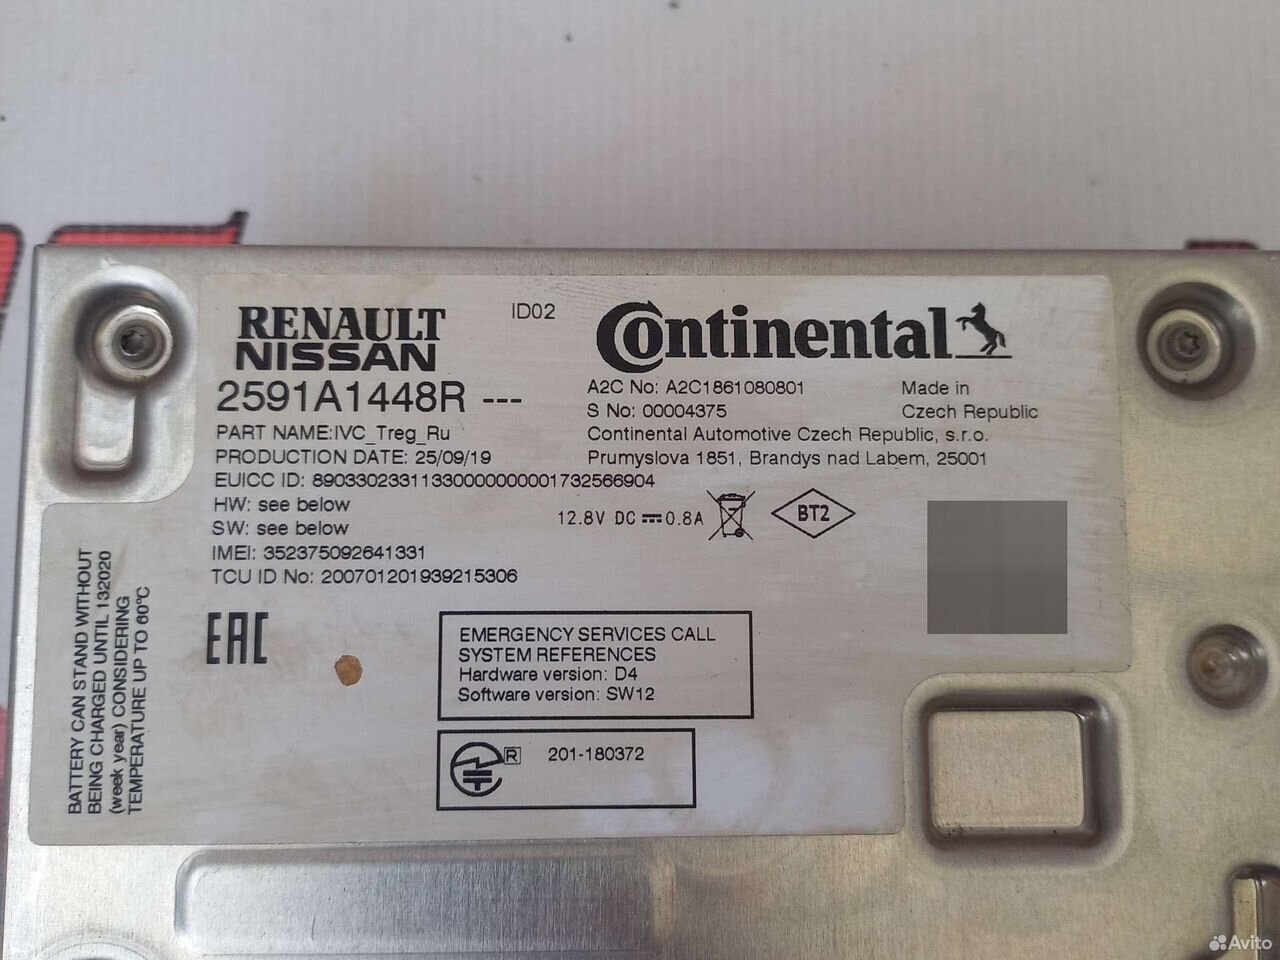 RENAULT
NISSAN
ID02
Continental
2591A1448R ---
PART NAME:IVC_Treg_Ru
PRODUCTION DATE: 25/09/19
A2C No: A2C1861080801
S No: 00004375
Continental Automotive Czech Republic, s.r.o.
Prumyslova 1851, Brandys nad Labem, 25001
Made in
Czech Republic
EUICC ID: 89033023311330000000001732566904
HW: see below
SW: see below
IMEI: 352375092641331
TCU ID No: 200701201939215306
12.8V DC 0.8A
BT2
EAC
EMERGENCY SERVICES CALL
SYSTEM REFERENCES
Hardware version: D4
Software version: SW12
R 201-180372
BATTERY CAN STAND WITHOUT
BEING CHARGED UNTIL 132020
(week year) CONSIDERING
TEMPERATURE UP TO 60°C
Avito